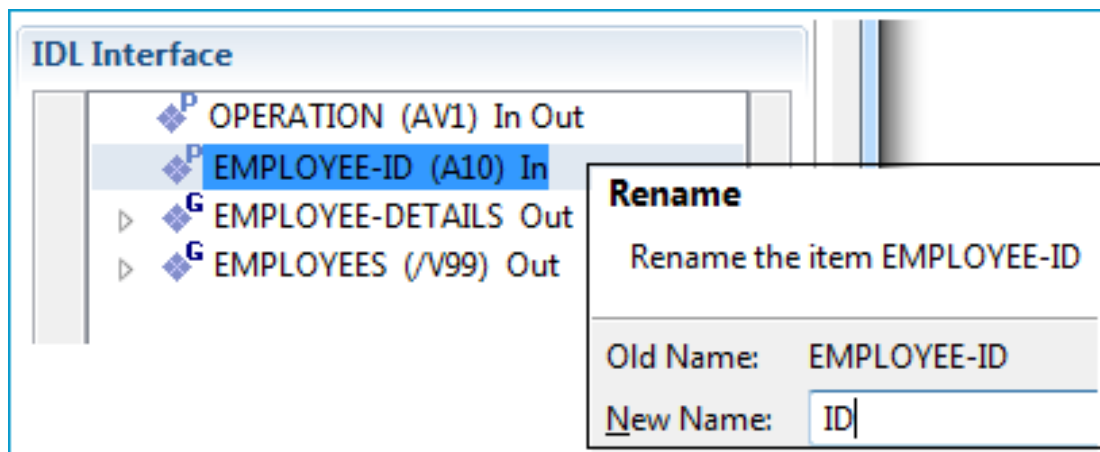 IDL Interface
P OPERATION (AV1) In Out
P EMPLOYEE-ID (A10) In
G EMPLOYEE-DETAILS Out
G EMPLOYEES (/V99) Out
Rename
Rename the item EMPLOYEE-ID
Old Name: EMPLOYEE-ID
New Name: ID